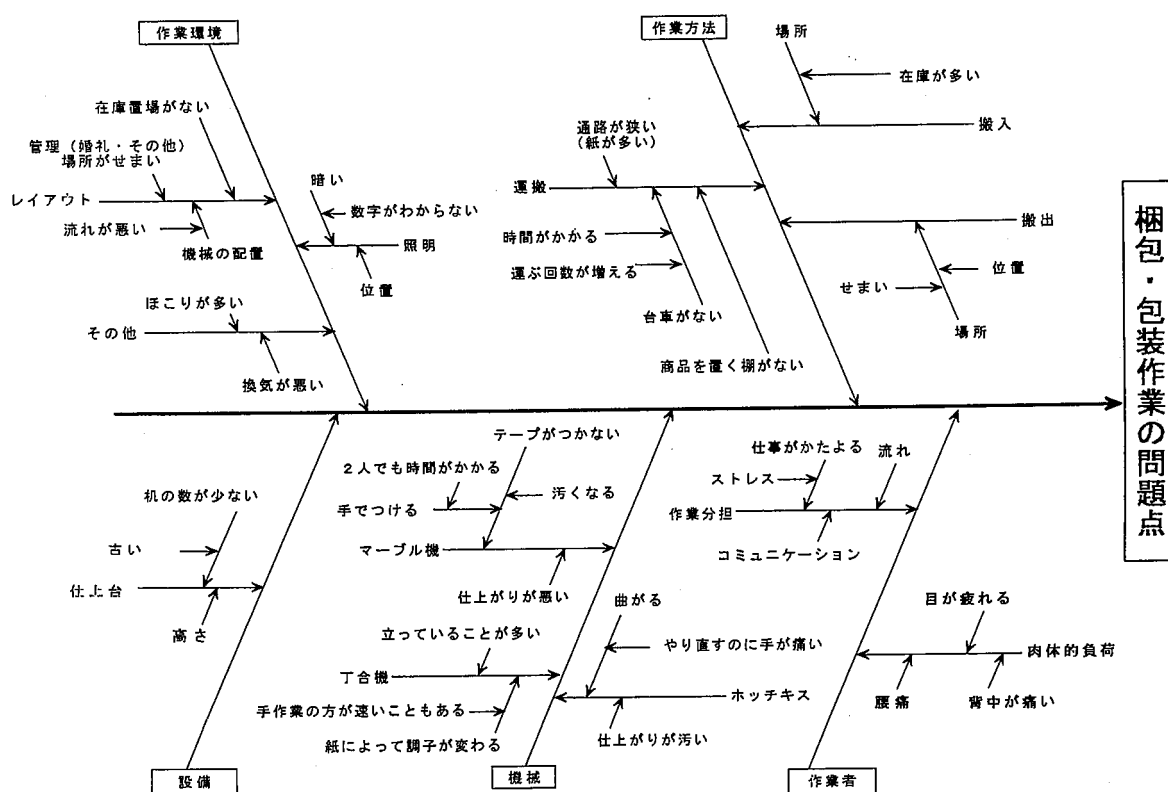 作業環境
在庫置場がない
管理（婚礼・その他）
場所がせまい
レイアウト
流れが悪い
機械の配置
暗い
数字がわからない
照明
位置
ほこりが多い
その他
換気が悪い
作業方法
場所
在庫が多い
搬入
通路が狭い
（紙が多い）
運搬
時間がかかる
運ぶ回数が増える
台車がない
商品を置く棚がない
搬出
位置
せまい
場所
梱包・包装作業の問題点
机の数が少ない
古い
仕上台
高さ
設備
テープがつかない
２人でも時間がかかる
汚くなる
手でつける
マーブル機
仕上がりが悪い
曲がる
立っていることが多い
やり直すのに手が痛い
丁合機
ホッチキス
手作業の方が速いこともある
仕上がりが汚い
紙によって調子が変わる
機械
仕事がかたよる
流れ
ストレス
作業分担
コミュニケーション
目が疲れる
肉体的負荷
腰痛
背中が痛い
作業者